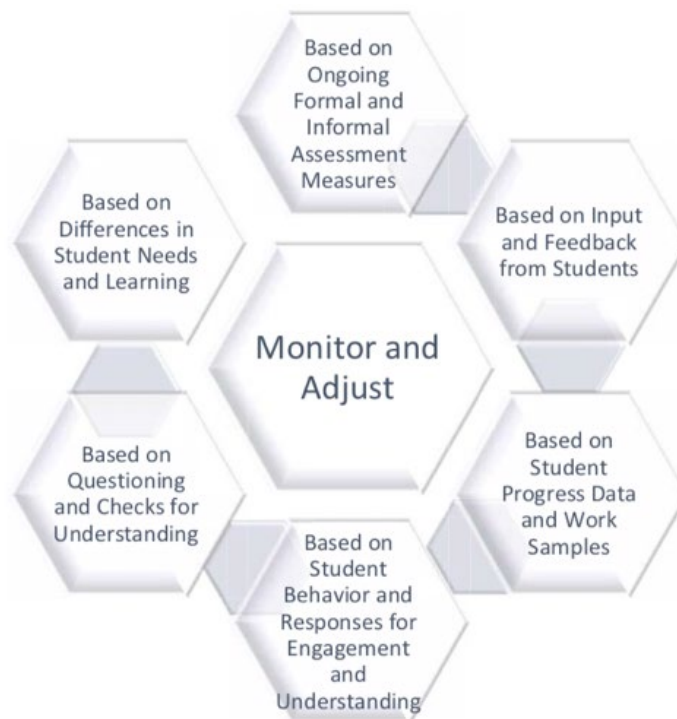 Based on
Ongoing
Formal and
Informal
Assessment
Measures
Based on Input
and Feedback
from Students
Based on
Student
Progress Data
and Work
Samples
Based on
Student
Behavior and
Responses for
Engagement
and
Understanding
Based on
Questioning
and Checks for
Understanding
Based on
Differences in
Student Needs
and Learning
Monitor and
Adjust